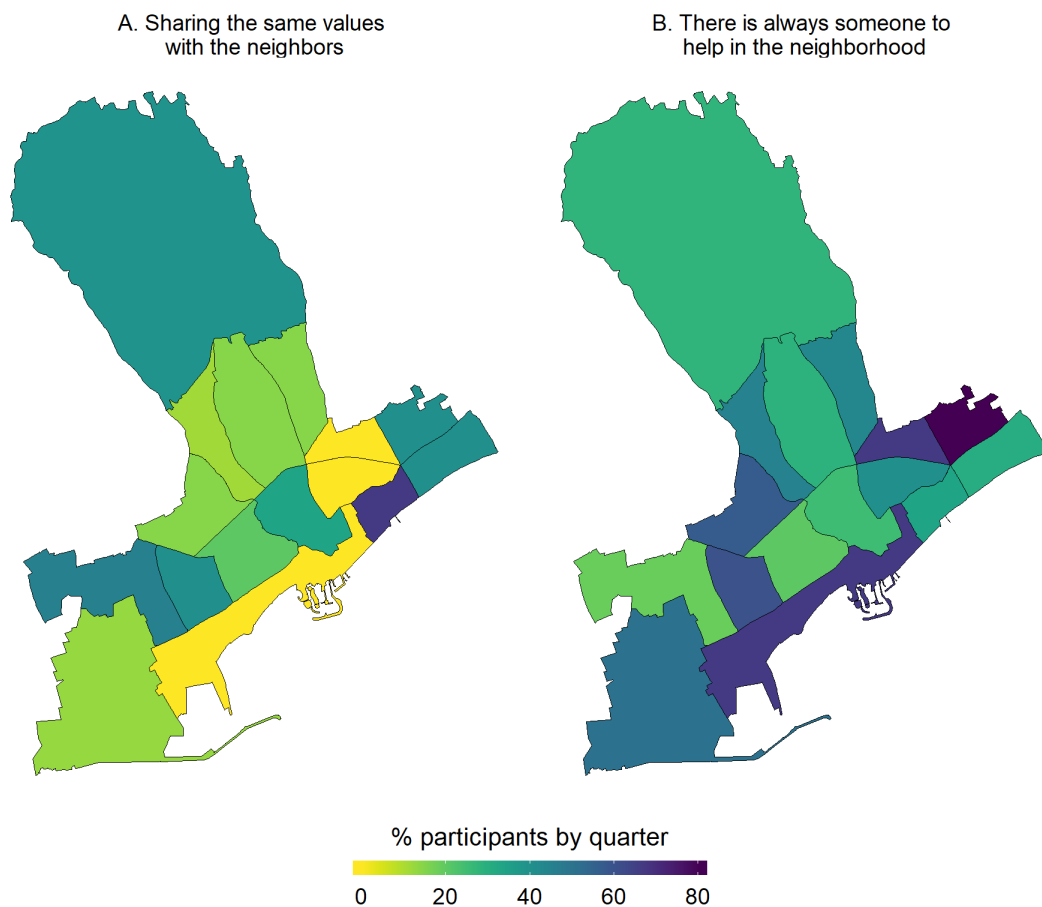 A. Sharing the same values
with the neighbors
B. There is always someone to
help in the neighborhood
% participants by quarter
0 20 40 60 80